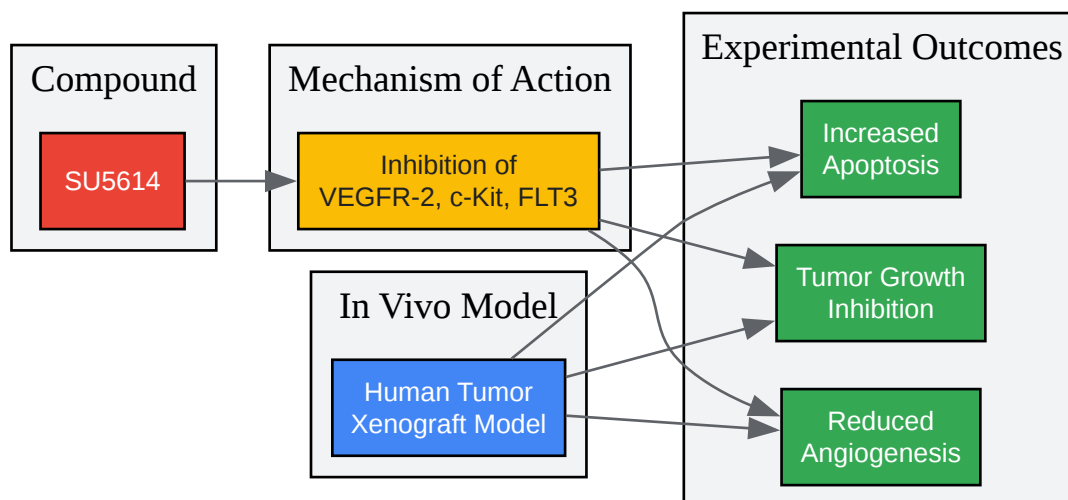 Compound
SU5614
Mechanism of Action
Inhibition of
VEGFR-2, c-Kit, FLT3
In Vivo Model
Human Tumor
Xenograft Model
Experimental Outcomes
Increased
Apoptosis
Tumor Growth
Inhibition
Reduced
Angiogenesis